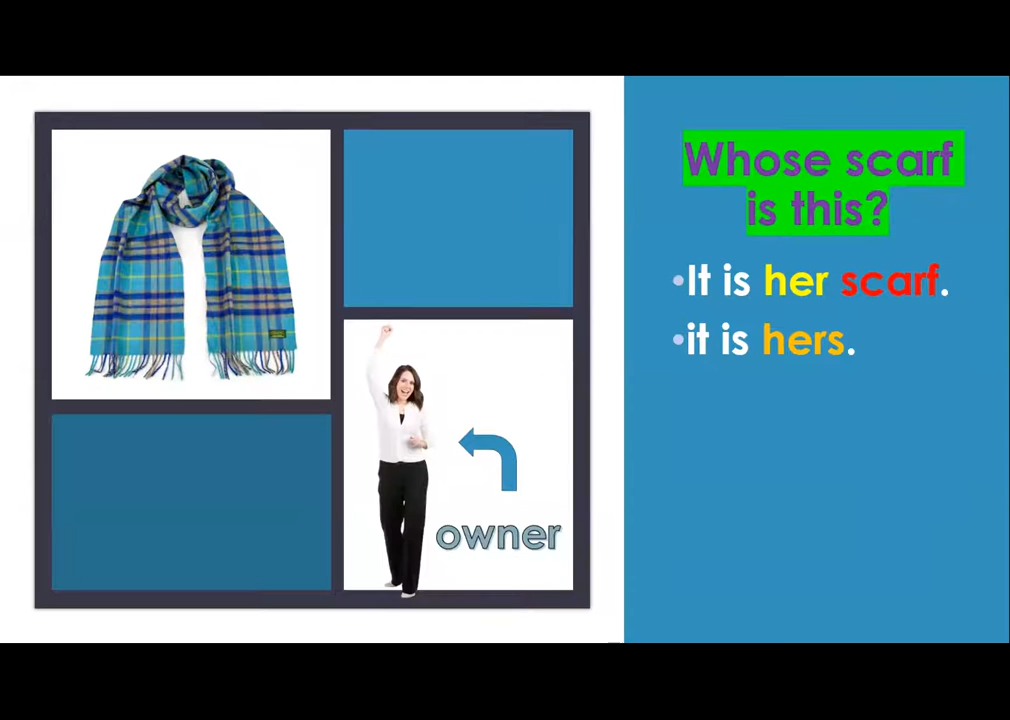 Whose scarf
is this?
•It is her scarf.
•it is hers.
owner